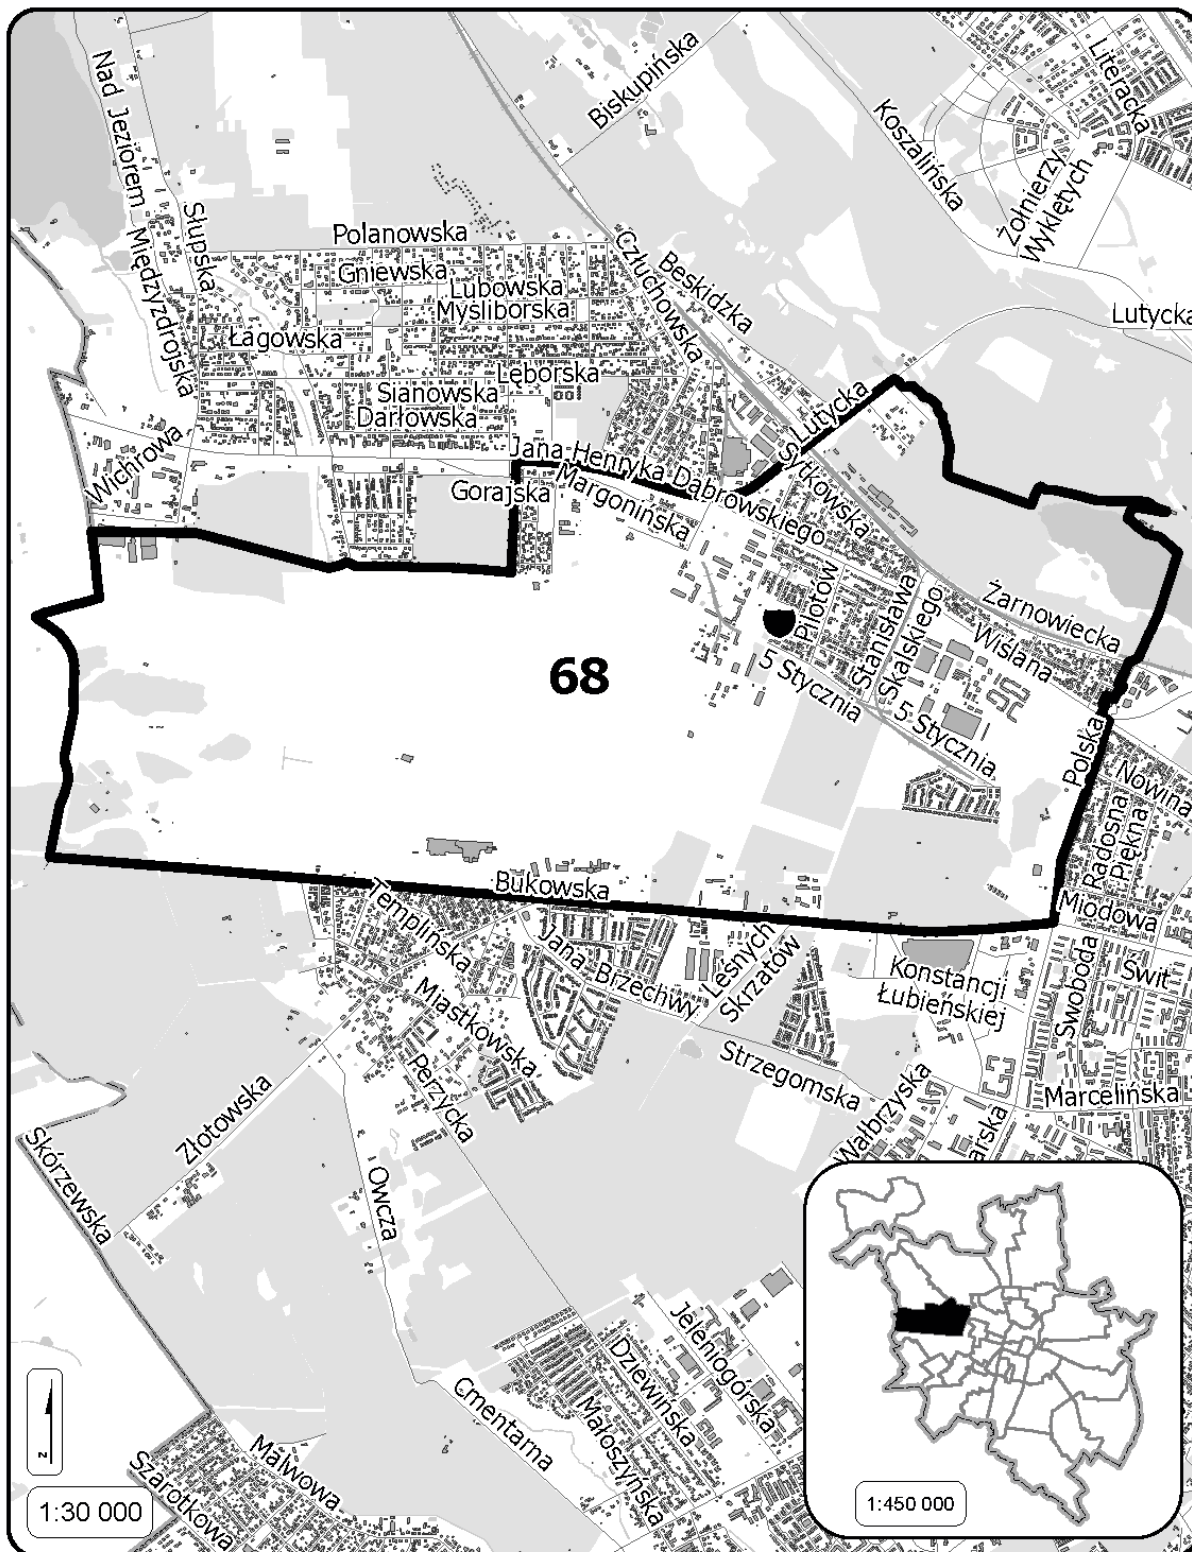 Nad Jeziorem
Biskupińska
Literacka
Koszalińska
Żołnierzy
Wyklętych
Słupska
Międzyzdrojska
Polanowska
Gniewska
Człuchowska
Beskidzka
Lubowska
Myśliborska
Lutycka
Łagowska
Lęborska
Sianowska
Darłowska
Lutycka
Wichrowa
Jana Henryka Dąbrowskiego
Sytkowska
Gorajska
Margonińska
Pilotów
Stanisława
Skalskiego
Żarnowiecka
Wiślana
68
5 Stycznia
5 Stycznia
Polska
Nowina
Radosna
Piękna
Bukowska
Templińska
Miodowa
Jana Brzechwy
Leśnych
Skrzatów
Konstancji
Łubieńskiej
Swoboda
Świt
Miastkowska
Strzegomska
Perzycka
Marcelińska
Złotowska
Wałbrzyska
arska
Skórzewska
Owcza
Jeleniogórska
Dziewińska
Cmentarna
Małoszyńska
Malwowa
Szarotkowa
N
1:30 000
1:450 000